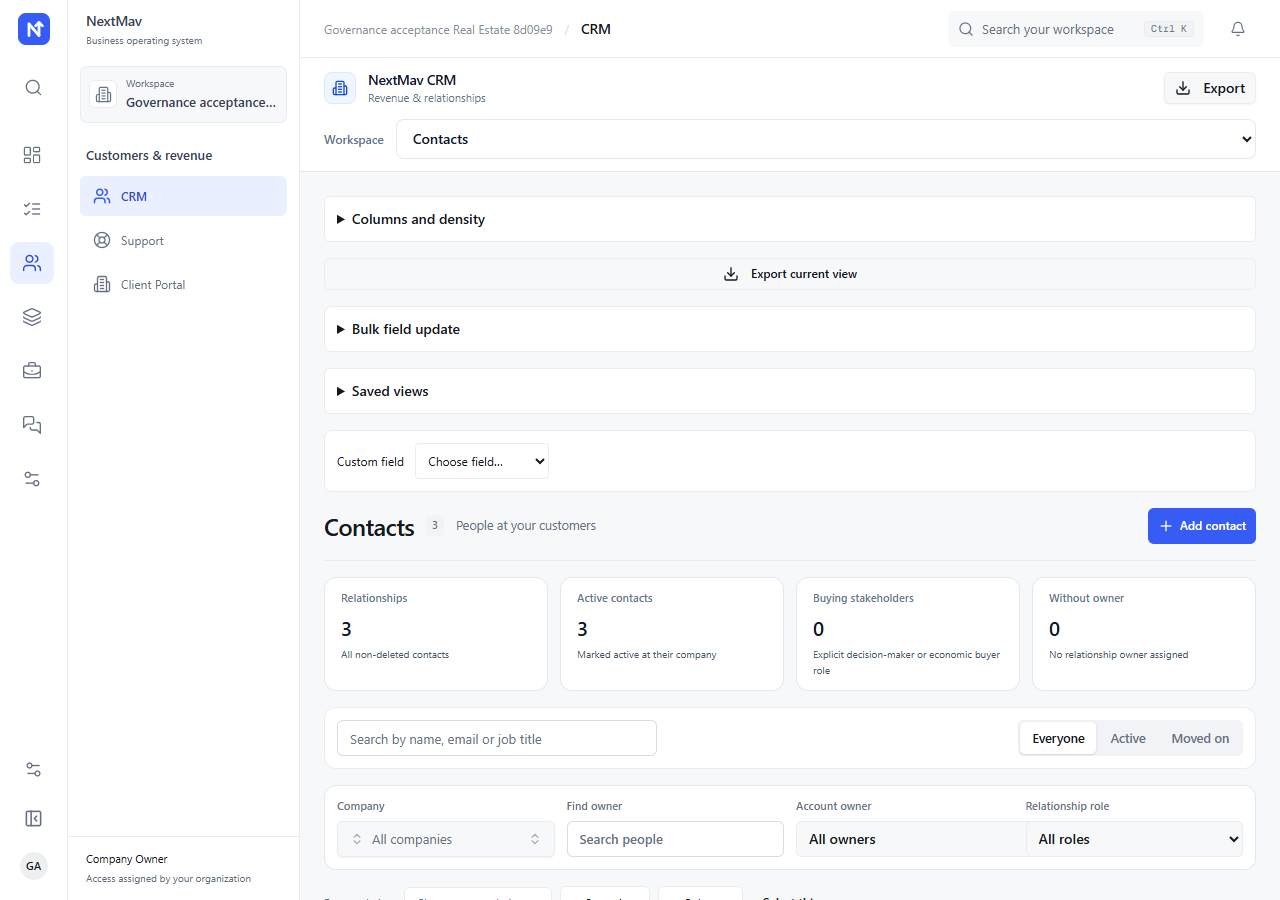 NextMav
Business operating system
Workspace
Governance acceptance...
Customers & revenue
CRM
Support
Client Portal
Company Owner
Access assigned by your organization
GA
Governance acceptance Real Estate 8d09e9 / CRM
Search your workspace Ctrl K
NextMav CRM
Revenue & relationships
Export
Workspace Contacts
Columns and density
Export current view
Bulk field update
Saved views
Custom field Choose field...
Contacts 3 People at your customers
Add contact
Relationships
3
All non-deleted contacts
Active contacts
3
Marked active at their company
Buying stakeholders
0
Explicit decision-maker or economic buyer
role
Without owner
0
No relationship owner assigned
Search by name, email or job title
Everyone Active Moved on
Company Find owner Account owner Relationship role
All companies Search people All owners All roles